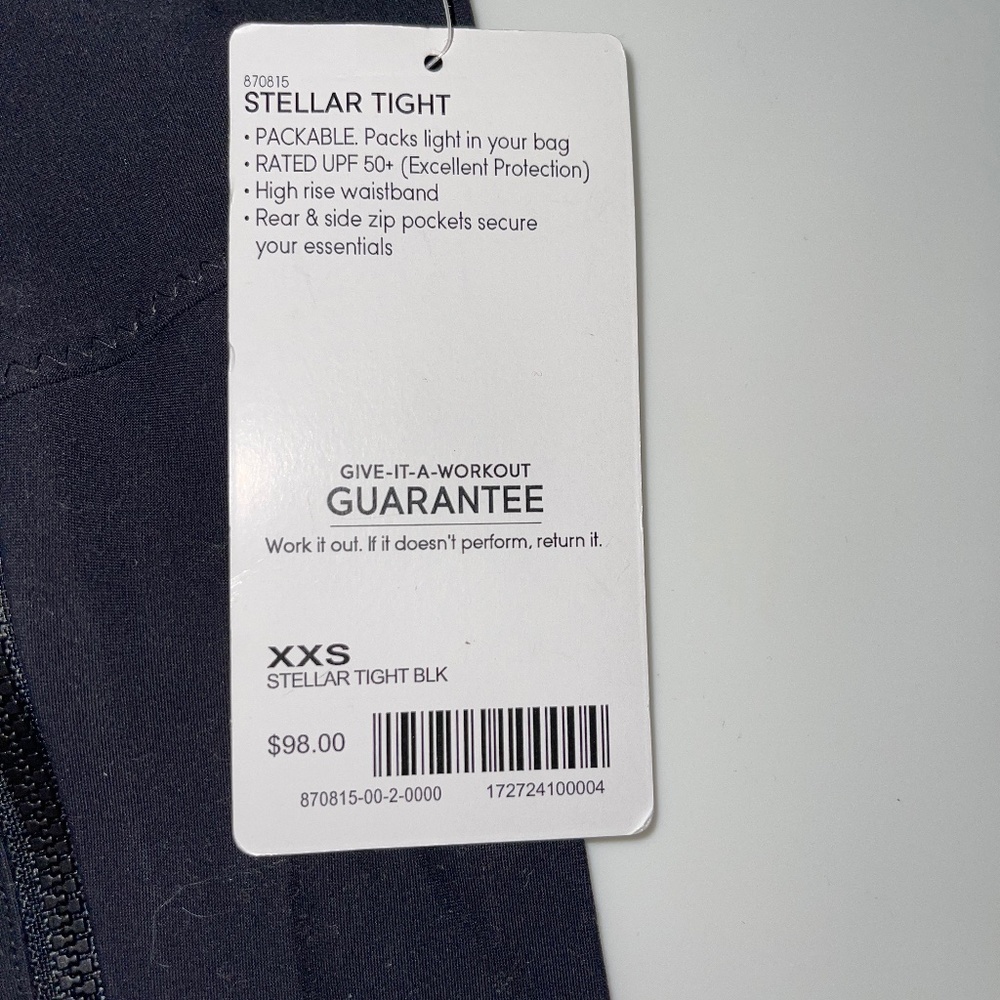 870815
STELLAR TIGHT
• PACKABLE. Packs light in your bag
• RATED UPF 50+ (Excellent Protection)
• High rise waistband
• Rear & side zip pockets secure
your essentials
GIVE-IT-A-WORKOUT
GUARANTEE
Work it out. If it doesn't perform, return it.
XXS
STELLAR TIGHT BLK
$98.00
870815-00-2-0000 172724100004